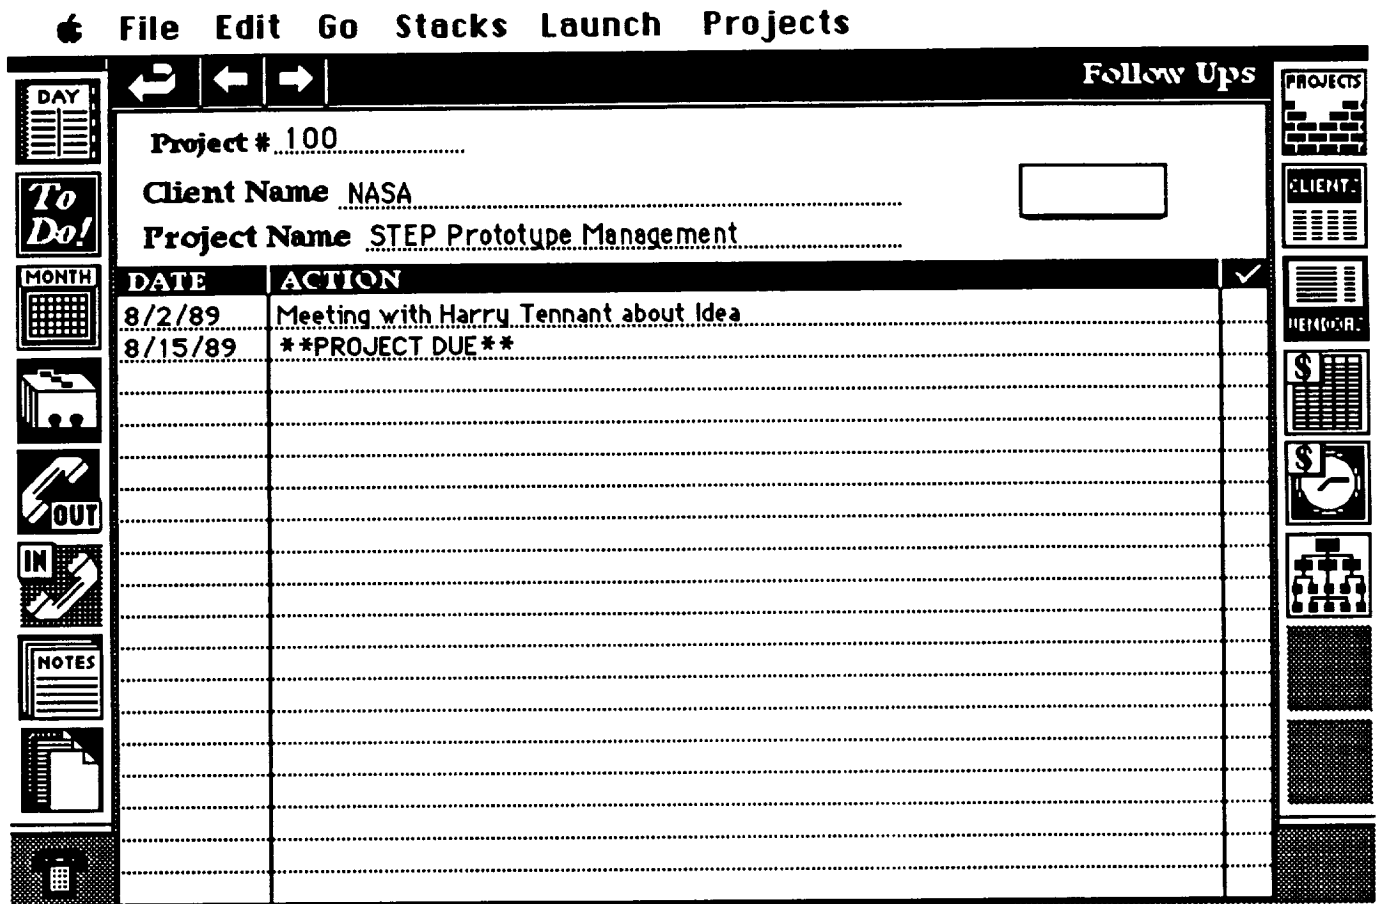 File Edit Go Stacks Launch Projects
Follow Ups
DAY
To Do!
MONTH
OUT
IN
NOTES
Project # 100
Client Name NASA
Project Name STEP Prototype Management
DATE ACTION ✓
8/2/89 Meeting with Harry Tennant about Idea
8/15/89 **PROJECT DUE**
PROJECTS
CLIENT
$
$